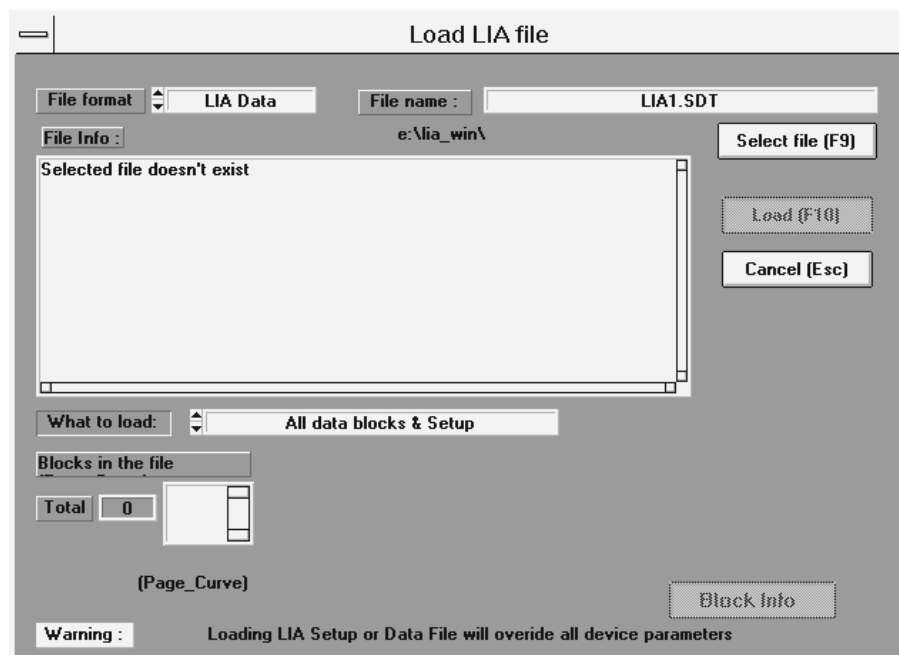 Load LIA file
File format LIA Data File name : LIA1.SDT
File Info : e:\lia_win\ Select file (F9)
Selected file doesn't exist
Load (F10)
Cancel (Esc)
What to load: All data blocks & Setup
Blocks in the file
Total 0
(Page_Curve)
Block Info
Warning : Loading LIA Setup or Data File will overide all device parameters